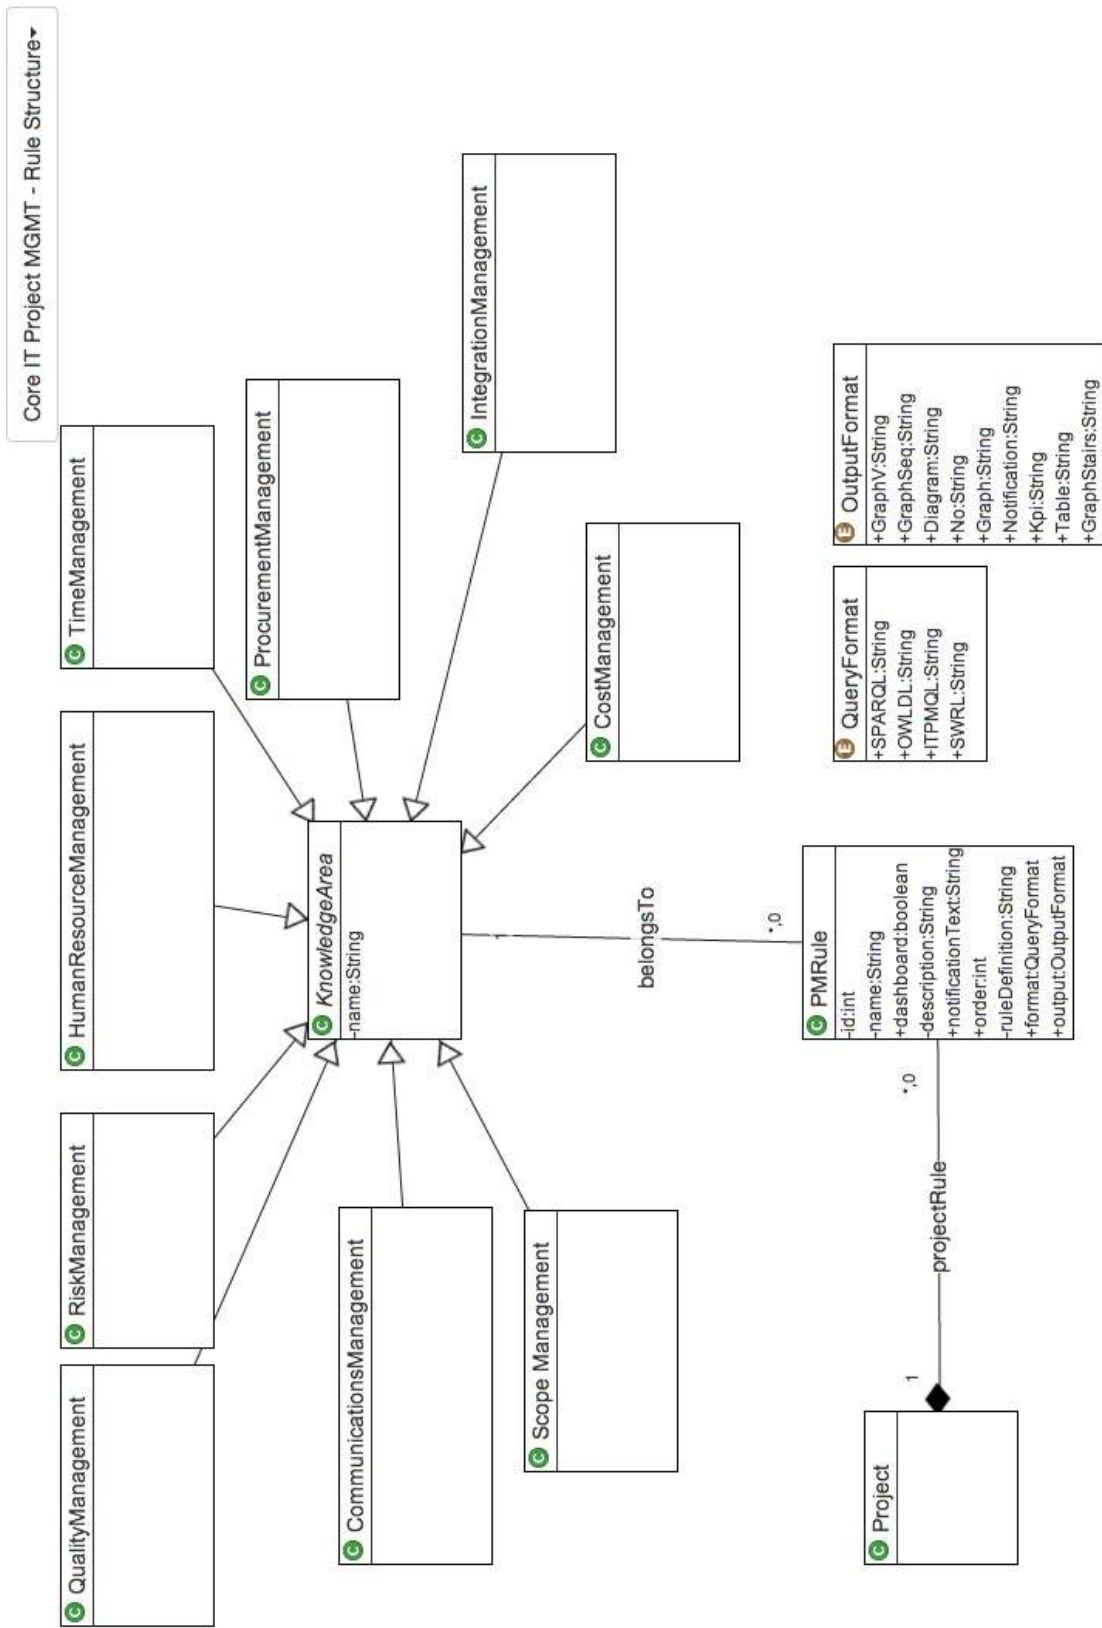 Core IT Project MGMT - Rule Structure
C QualityManagement
C RiskManagement
C HumanResourceManagement
C TimeManagement
C ProcurementManagement
C CommunicationsManagement
C KnowledgeArea
-name:String
C IntegrationManagement
C Scope Management
C CostManagement
1
belongsTo
*,0
C Project
1
projectRule
*,0
C PMRule
-id:int
-name:String
+dashboard:boolean
-description:String
+notificationText:String
+order:int
-ruleDefinition:String
+format:QueryFormat
+output:OutputFormat
E QueryFormat
+SPARQL:String
+OWLDL:String
+ITPMQL:String
+SWRL:String
E OutputFormat
+GraphV:String
+GraphSeq:String
+Diagram:String
+No:String
+Graph:String
+Notification:String
+Kpi:String
+Table:String
+GraphStairs:String